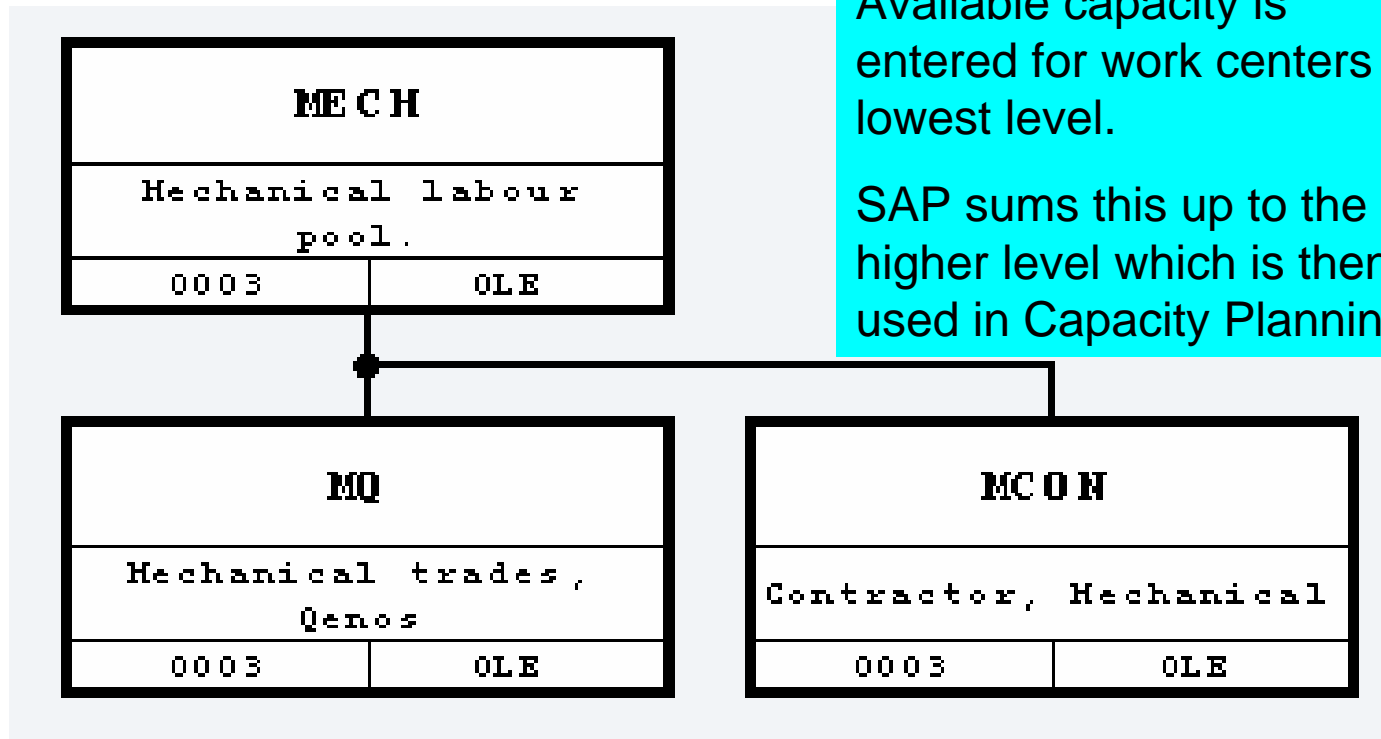 Available capacity is
entered for work centers
lowest level.
SAP sums this up to the
higher level which is then
used in Capacity Plannin
MECH
Mechanical labour
pool.
0003 OLE
MQ
Mechanical trades,
Qenos
0003 OLE
MCON
Contractor, Mechanical
0003 OLE